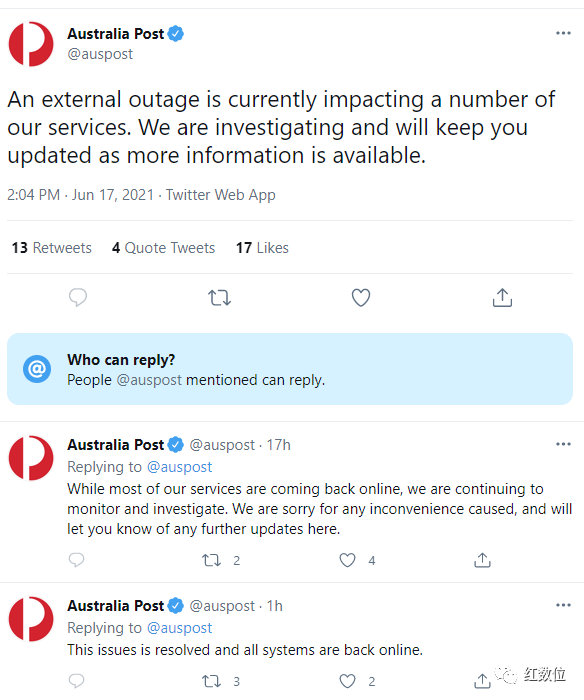 Australia Post
@auspost
An external outage is currently impacting a number of
our services. We are investigating and will keep you
updated as more information is available.
2:04 PM · Jun 17, 2021 · Twitter Web App
13 Retweets 4 Quote Tweets 17 Likes
Who can reply?
People @auspost mentioned can reply.
Australia Post @auspost · 17h
Replying to @auspost
While most of our services are coming back online, we are continuing to
monitor and investigate. We are sorry for any inconvenience caused, and will
let you know of any further updates here.
2 4
Australia Post @auspost · 1h
Replying to @auspost
This issues is resolved and all systems are back online.
3 2
红数位